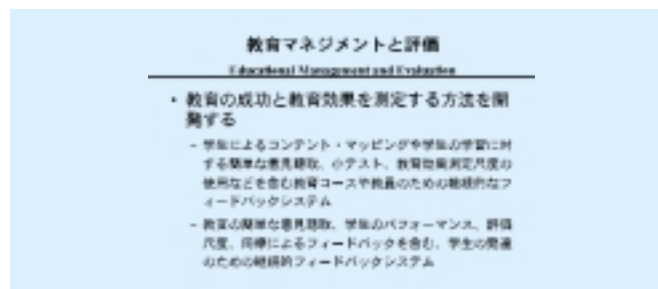 教育マネジメントと評価
Educational Management and Evaluation
・教育の成功と教育効果を測定する方法を開
発する
－学生によるコンテント・マッピングや学生の学習に対
する簡単な意見聴取、小テスト、教育効果測定尺度の
使用などを含む教育コースや教員のための継続的なフ
ィードバックシステム
－教育の簡単な意見聴取、学生のパフォーマンス、評価
尺度、同僚によるフィードバックを含む、学生の発達
のための継続的フィードバックシステム